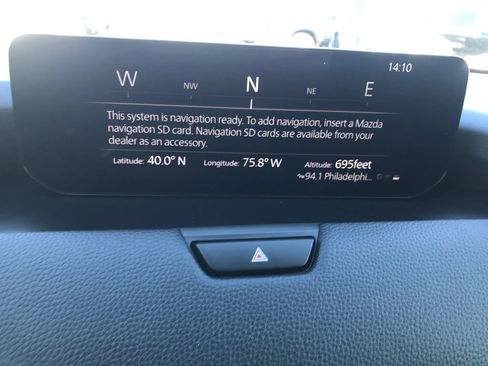 14:10
W NW N NE E
This system is navigation ready. To add navigation, insert a Mazda
navigation SD card. Navigation SD cards are available from your
dealer as an accessory.
Latitude: 40.0° N Longitude: 75.8° W Altitude: 695feet
94.1 Philadelphi...